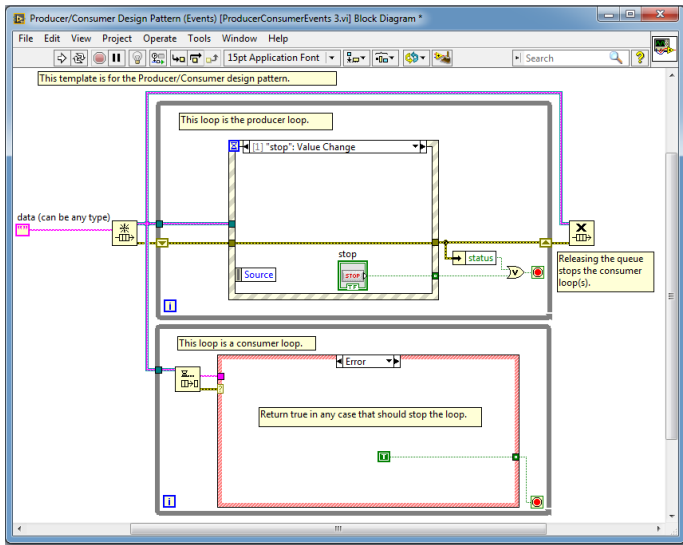 Producer/Consumer Design Pattern (Events) [ProducerConsumerEvents 3.vi] Block Diagram *
File Edit View Project Operate Tools Window Help
15pt Application Font
Search
?
This template is for the Producer/Consumer design pattern.
This loop is the producer loop.
[1] "stop": Value Change
data (can be any type)
stop
STOP
TF
Source
status
Releasing the queue
stops the consumer
loop(s).
i
This loop is a consumer loop.
Error
?
Return true in any case that should stop the loop.
T
i